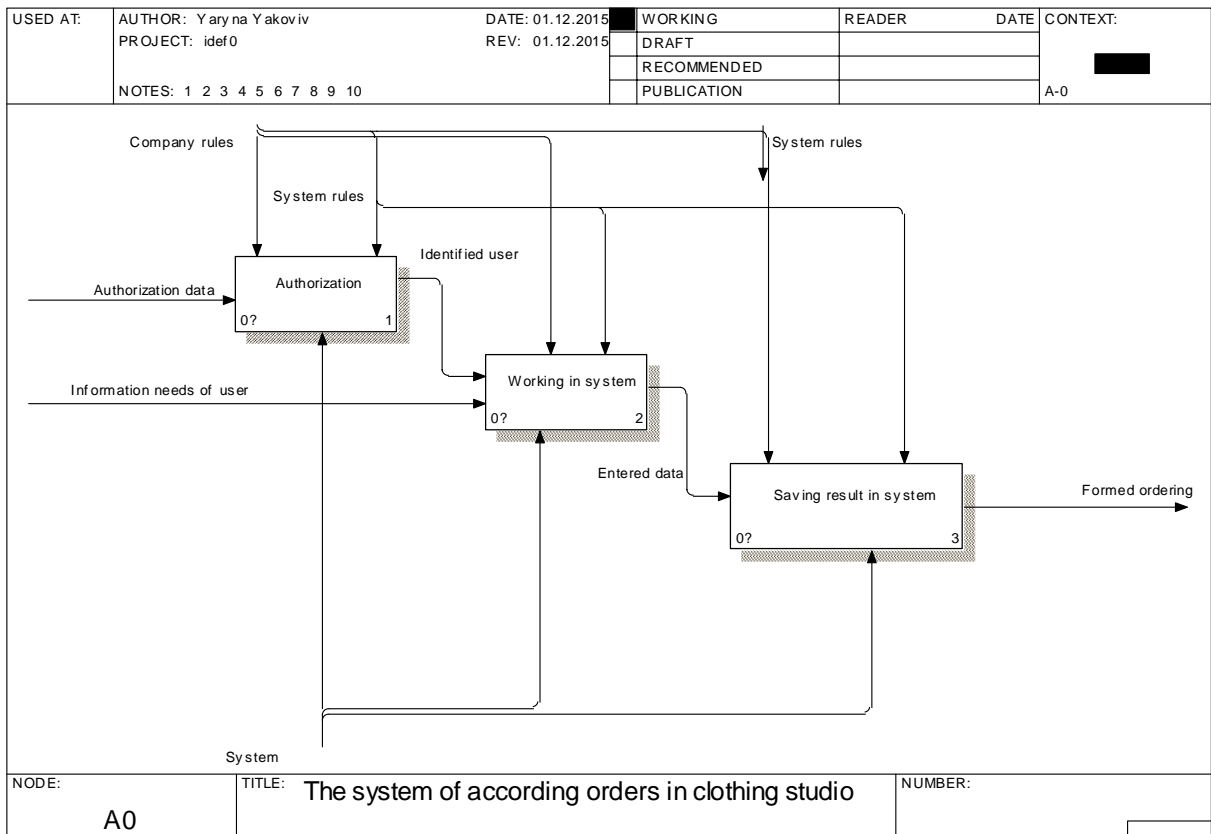 USED AT:
AUTHOR: Yaryna Yakoviv
DATE: 01.12.2015
WORKING
READER
DATE
CONTEXT:
PROJECT: idef0
REV: 01.12.2015
DRAFT
RECOMMENDED
NOTES: 1 2 3 4 5 6 7 8 9 10
PUBLICATION
A-0
Company rules
System rules
System rules
Identified user
Authorization data
Authorization
0? 1
Information needs of user
Working in system
0? 2
Entered data
Saving result in system
0? 3
Formed ordering
System
NODE:
TITLE: The system of according orders in clothing studio
NUMBER:
A0